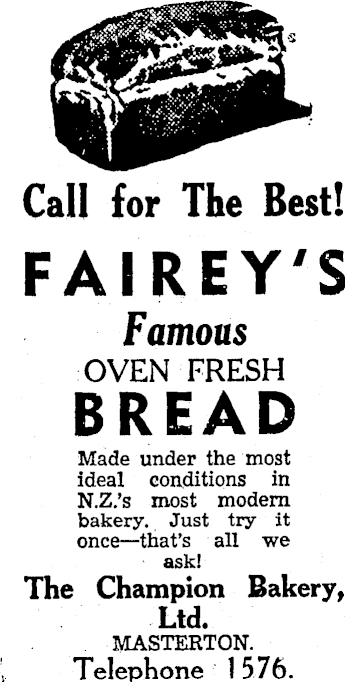 Call for The Best!
FAIREY'S
Famous
OVEN FRESH
BREAD
Made under the most
ideal conditions in
N.Z.'s most modern
bakery. Just try it
once—that's all we
ask!
The Champion Bakery,
Ltd.
MASTERTON.
Telephone 1576.